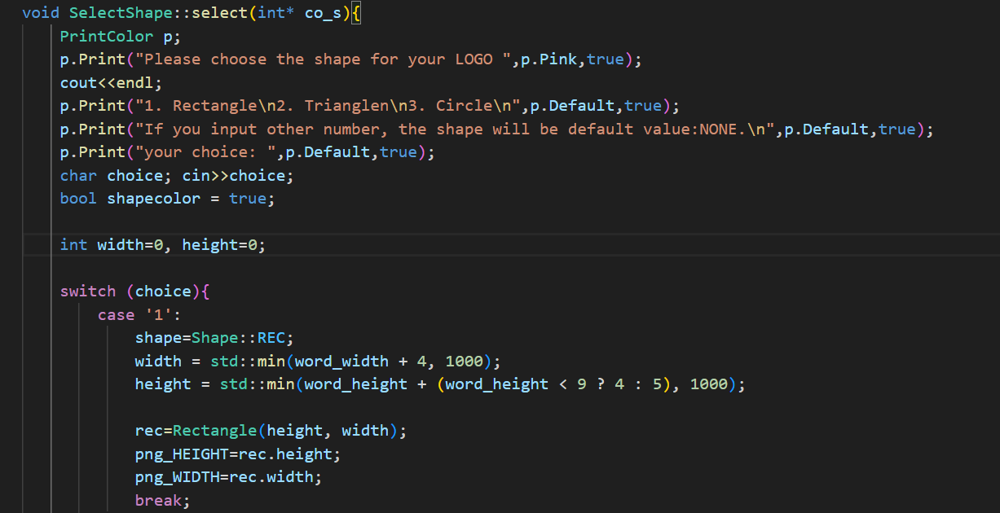 void SelectShape::select(int* co_s){
PrintColor p;
p.Print("Please choose the shape for your LOGO ",p.Pink,true);
cout<<endl;
p.Print("1. Rectangle\n2. Trianglen\n3. Circle\n",p.Default,true);
p.Print("If you input other number, the shape will be default value:NONE.\n",p.Default,true);
p.Print("your choice: ",p.Default,true);
char choice; cin>>choice;
bool shapecolor = true;
int width=0, height=0;
switch (choice){
case '1':
shape=Shape::REC;
width = std::min(word_width + 4, 1000);
height = std::min(word_height + (word_height < 9 ? 4 : 5), 1000);
rec=Rectangle(height, width);
png_HEIGHT=rec.height;
png_WIDTH=rec.width;
break;